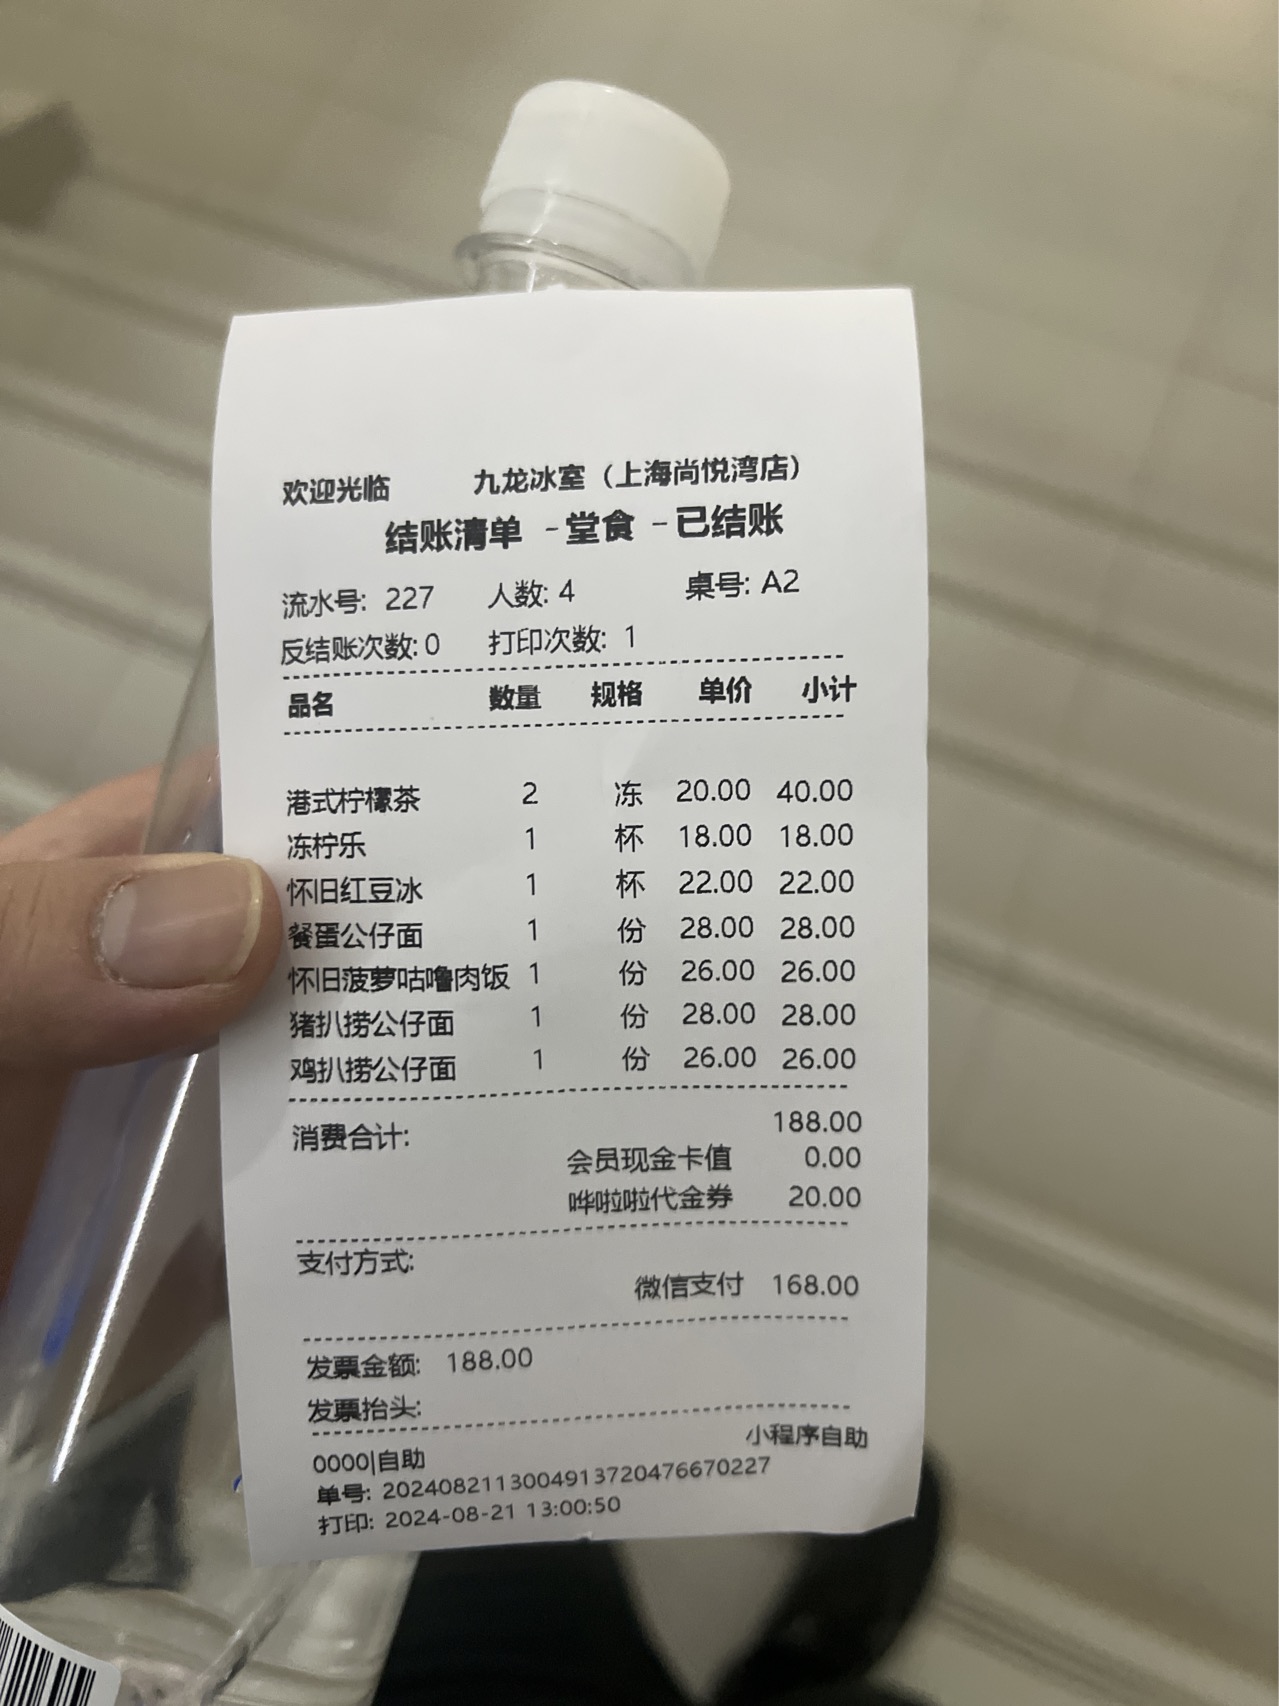 欢迎光临 九龙冰室（上海尚悦湾店）
结账清单 -堂食 -已结账
流水号: 227 人数: 4 桌号: A2
反结账次数: 0 打印次数: 1
品名 数量 规格 单价 小计
港式柠檬茶 2 冻 20.00 40.00
冻柠乐 1 杯 18.00 18.00
怀旧红豆冰 1 杯 22.00 22.00
餐蛋公仔面 1 份 28.00 28.00
怀旧菠萝咕噜肉饭 1 份 26.00 26.00
猪扒捞公仔面 1 份 28.00 28.00
鸡扒捞公仔面 1 份 26.00 26.00
消费合计: 188.00
会员现金卡值 0.00
哗啦啦代金券 20.00
支付方式:
微信支付 168.00
发票金额: 188.00
发票抬头:
0000|自助 小程序自助
单号: 2024082113004913720476670227
打印: 2024-08-21 13:00:50